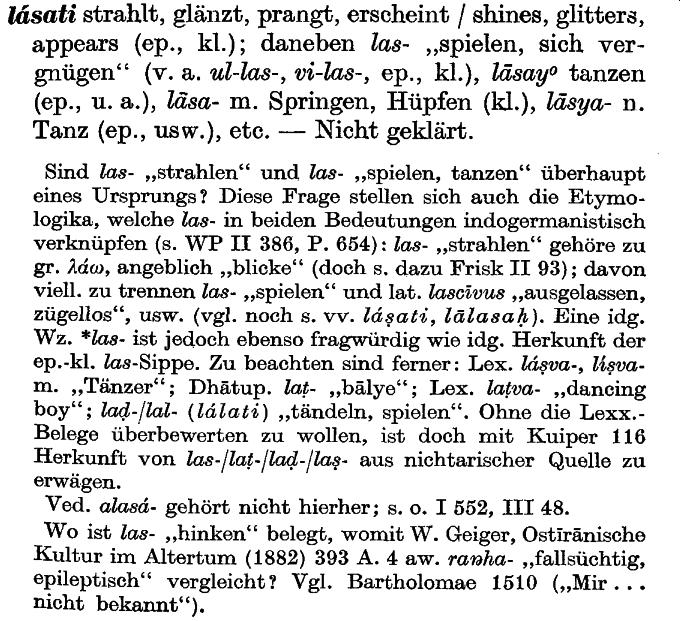 lásati strahlt, glänzt, prangt, erscheint / shines, glitters,
appears (ep., kl.); daneben las- „spielen, sich ver-
gnügen“ (v. a. ul-las-, vi-las-, ep., kl.), lāsayº tanzen
(ep., u. a.), lāsa- m. Springen, Hüpfen (kl.), lāsya- n.
Tanz (ep., usw.), etc. — Nicht geklärt.
Sind las- „strahlen“ und las- „spielen, tanzen“ überhaupt
eines Ursprungs? Diese Frage stellen sich auch die Etymo-
logika, welche las- in beiden Bedeutungen indogermanistisch
verknüpfen (s. WP II 386, P. 654): las- „strahlen“ gehöre zu
gr. λάω, angeblich „blicke“ (doch s. dazu Frisk II 93); davon
viell. zu trennen las- „spielen“ und lat. lascīvus „ausgelassen,
zügellos“, usw. (vgl. noch s. vv. láṣati, lālasaḥ). Eine idg.
Wz. *las- ist jedoch ebenso fragwürdig wie idg. Herkunft der
ep.-kl. las-Sippe. Zu beachten sind ferner: Lex. láṣva-, líṣva-
m. „Tänzer“; Dhātup. laṭ- „bālye“; Lex. laṭva- „dancing
boy“; laḍ-/lal- (lálati) „tändeln, spielen“. Ohne die Lexx.-
Belege überbewerten zu wollen, ist doch mit Kuiper 116
Herkunft von las-/laṭ-/laḍ-/laṣ- aus nichtarischer Quelle zu
erwägen.
Ved. alasá- gehört nicht hierher; s. o. I 552, III 48.
Wo ist las- „hinken“ belegt, womit W. Geiger, Ostīrānische
Kultur im Altertum (1882) 393 A. 4 aw. raṇha- „fallsüchtig,
epileptisch“ vergleicht? Vgl. Bartholomae 1510 („Mir . . .
nicht bekannt“).